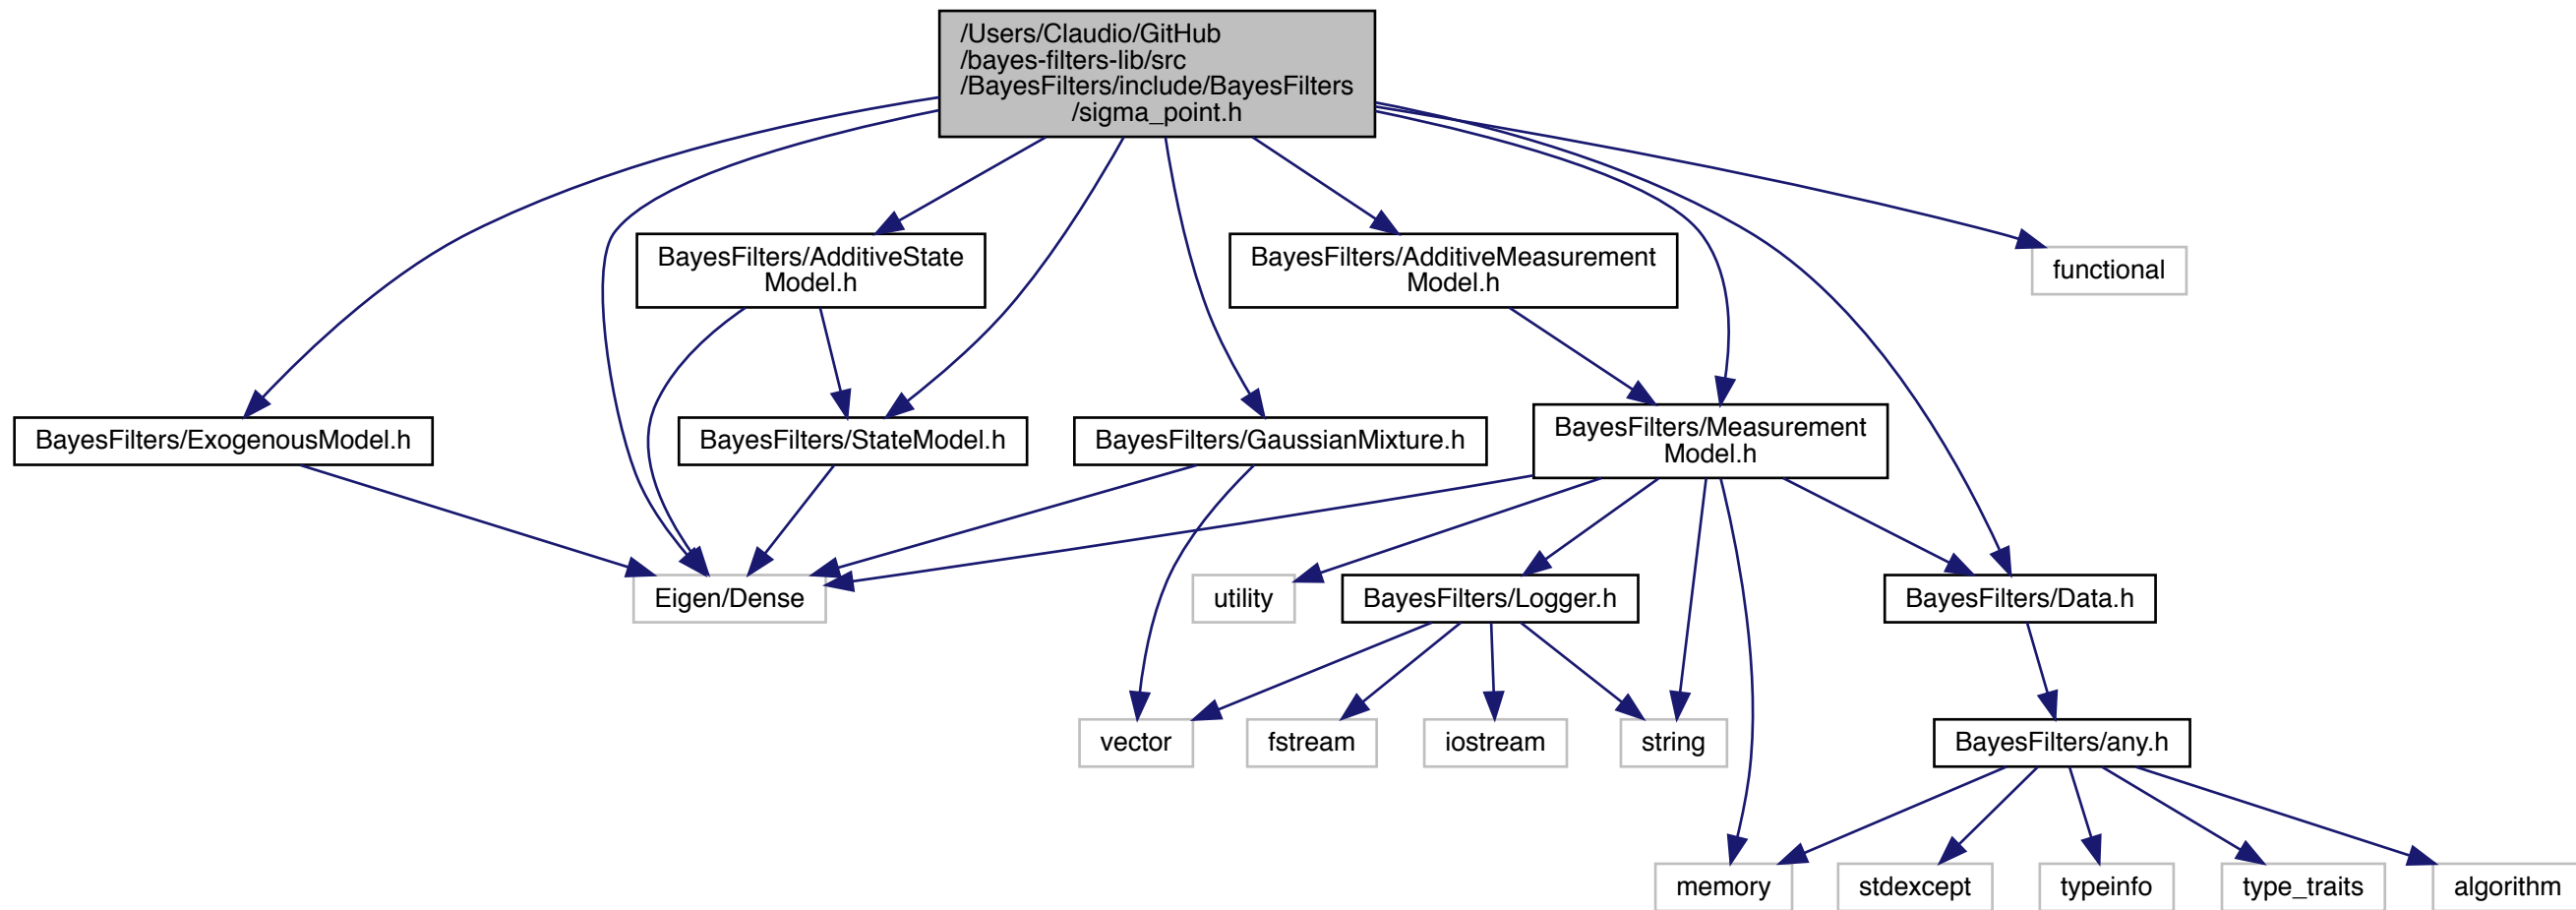 /Users/Claudio/GitHub
/bayes-filters-lib/src
/BayesFilters/include/BayesFilters
/sigma_point.h
BayesFilters/AdditiveState
Model.h
BayesFilters/AdditiveMeasurement
Model.h
functional
BayesFilters/ExogenousModel.h
BayesFilters/StateModel.h
BayesFilters/GaussianMixture.h
BayesFilters/Measurement
Model.h
Eigen/Dense
utility
BayesFilters/Logger.h
BayesFilters/Data.h
vector
fstream
iostream
string
BayesFilters/any.h
memory
stdexcept
typeinfo
type_traits
algorithm